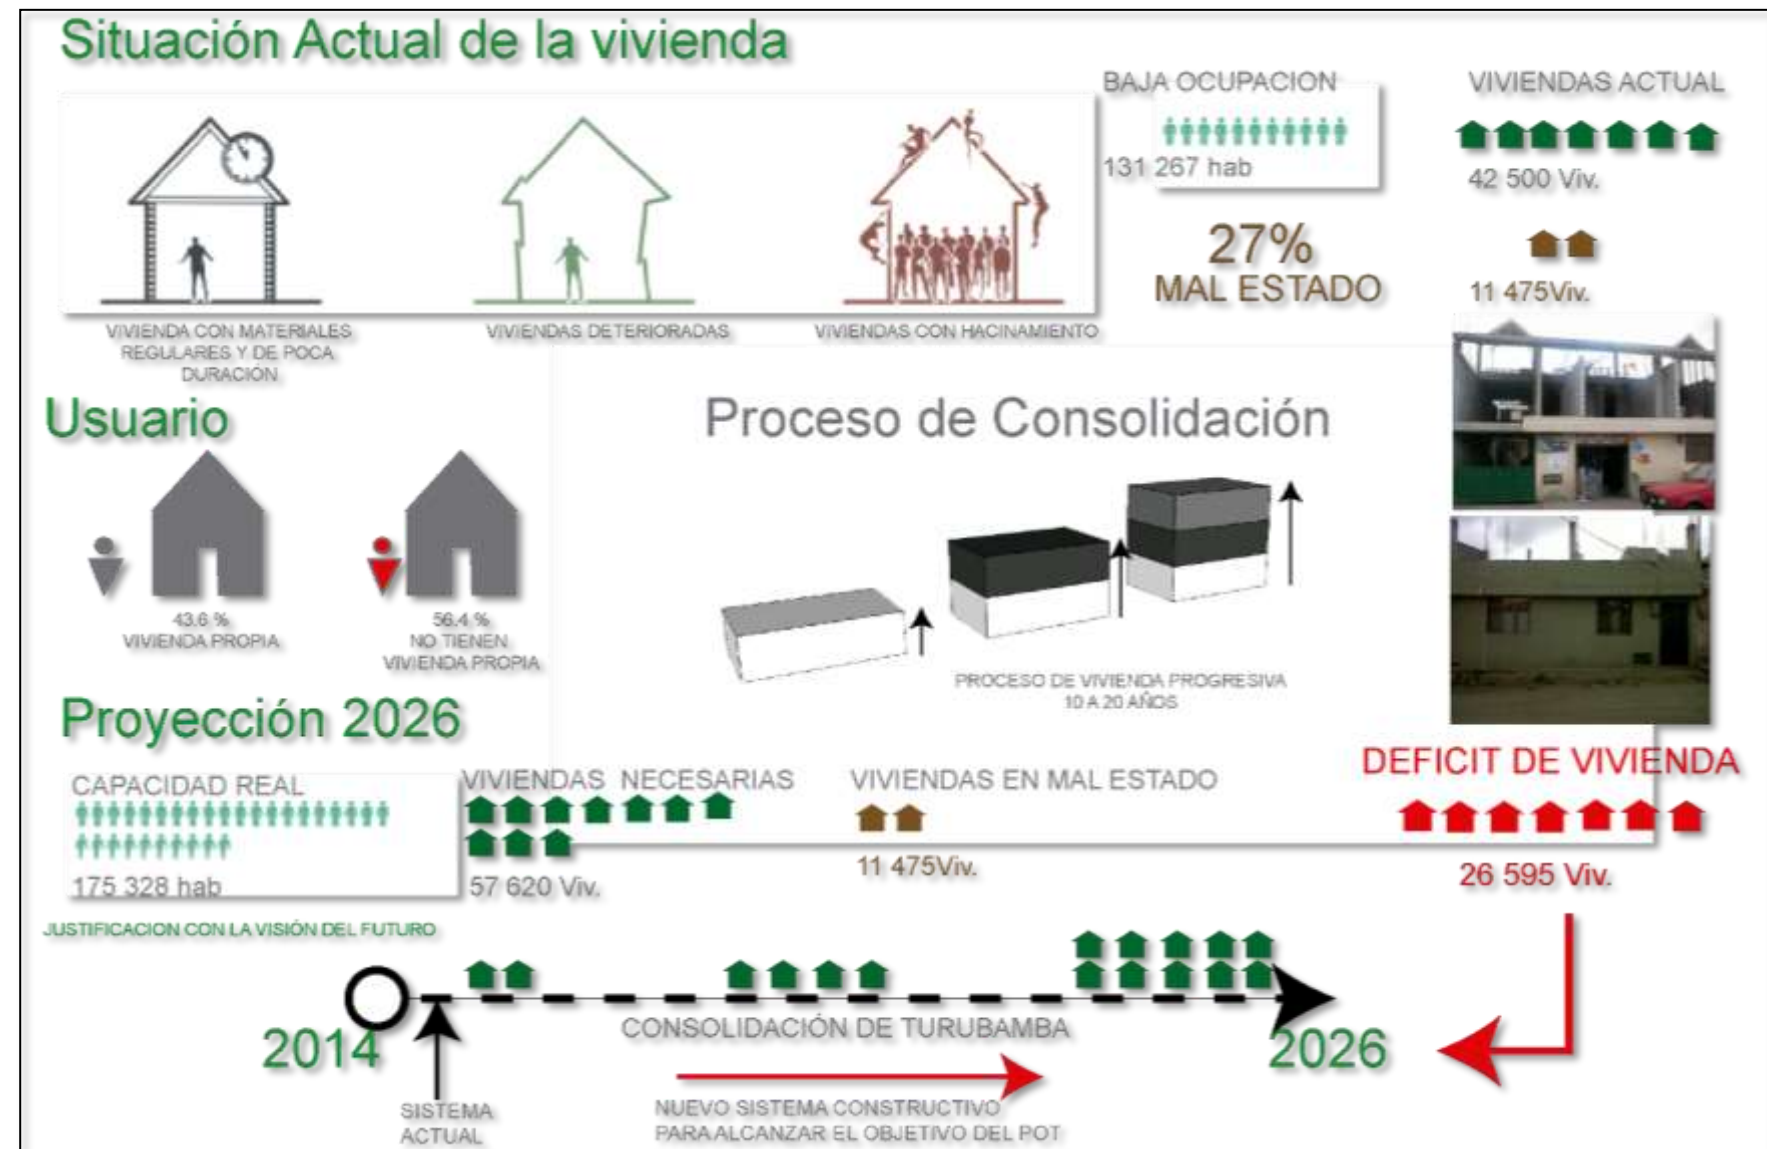 Situación Actual de la vivienda
BAJA OCUPACION
131 267 hab
VIVIENDAS ACTUAL
42 500 Viv.
27%
MAL ESTADO
11 475Viv.
VIVIENDA CON MATERIALES
REGULARES Y DE POCA
DURACIÓN
VIVIENDAS DETERIORADAS
VIVIENDAS CON HACINAMIENTO
Usuario
43.6 %
VIVIENDA PROPIA
56.4 %
NO TIENEN
VIVIENDA PROPIA
Proceso de Consolidación
PROCESO DE VIVIENDA PROGRESIVA
10 A 20 AÑOS
Proyección 2026
CAPACIDAD REAL
175 328 hab
VIVIENDAS NECESARIAS
57 620 Viv.
VIVIENDAS EN MAL ESTADO
11 475Viv.
DEFICIT DE VIVIENDA
26 595 Viv.
JUSTIFICACION CON LA VISIÓN DEL FUTURO
2014
CONSOLIDACIÓN DE TURUBAMBA
2026
SISTEMA
ACTUAL
NUEVO SISTEMA CONSTRUCTIVO
PARA ALCANZAR EL OBJETIVO DEL POT